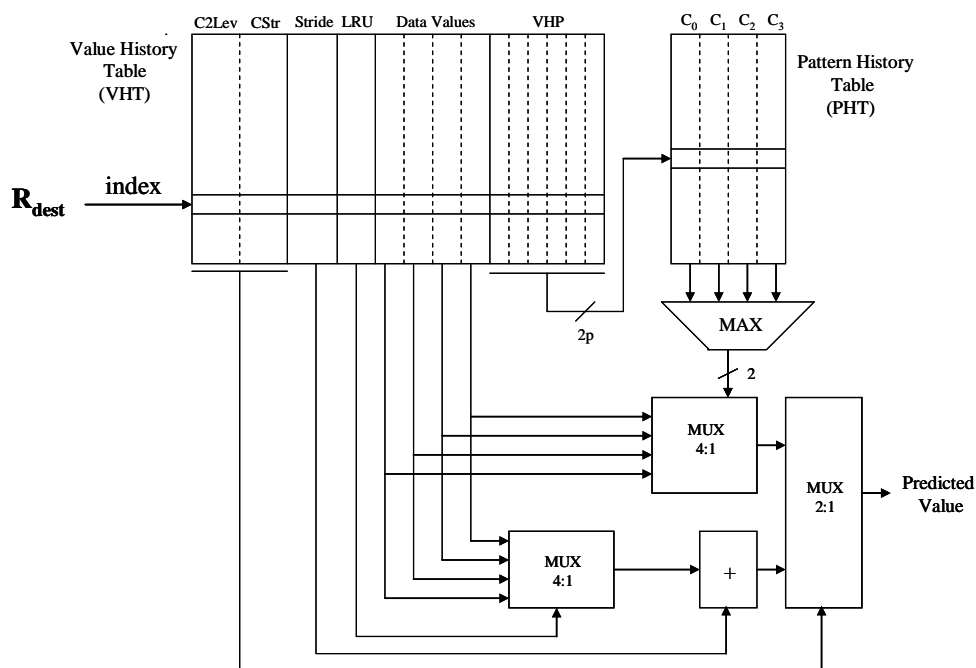 C2Lev CStr Stride LRU Data Values VHP
C0 C1 C2 C3
Value History
Table
(VHT)
Pattern History
Table
(PHT)
Rdest
index
2p
MAX
2
MUX
4:1
MUX
2:1
Predicted
Value
MUX
4:1
+